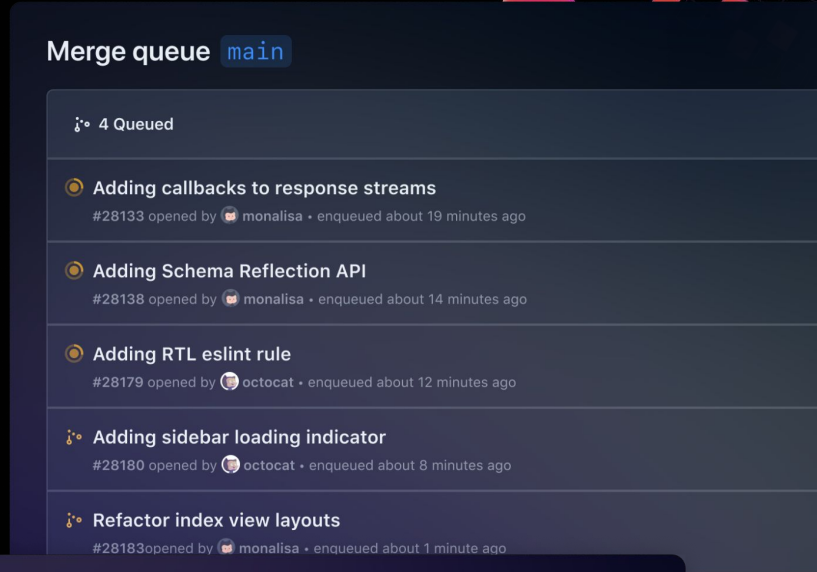 Merge queue main
4 Queued
Adding callbacks to response streams
#28133 opened by monalisa • enqueued about 19 minutes ago
Adding Schema Reflection API
#28138 opened by monalisa • enqueued about 14 minutes ago
Adding RTL eslint rule
#28179 opened by octocat • enqueued about 12 minutes ago
Adding sidebar loading indicator
#28180 opened by octocat • enqueued about 8 minutes ago
Refactor index view layouts
#28183opened by monalisa • enqueued about 1 minute ago